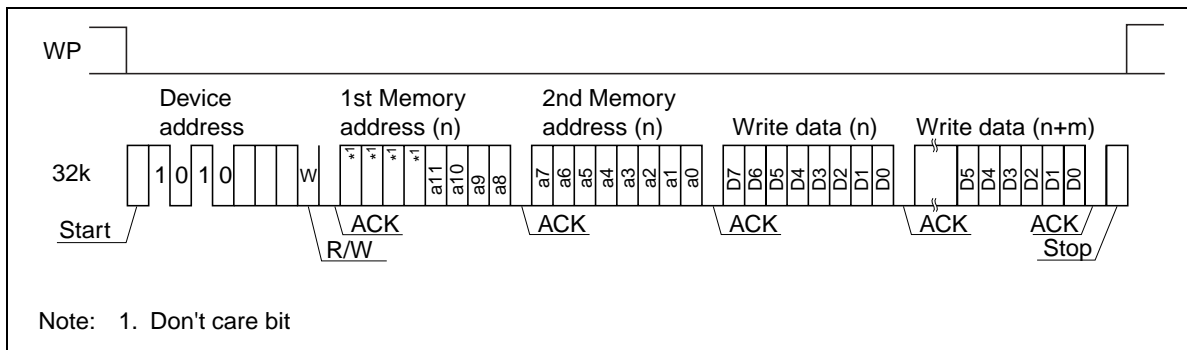 WP
Device address
1st Memory address (n)
2nd Memory address (n)
Write data (n)
Write data (n+m)
32k
1 0 1 0 W *1 *1 *1 *1 a11 a10 a9 a8 a7 a6 a5 a4 a3 a2 a1 a0 D7 D6 D5 D4 D3 D2 D1 D0 D5 D4 D3 D2 D1 D0
Start
R/W
ACK
ACK
ACK
ACK
ACK
Stop
Note: 1. Don't care bit